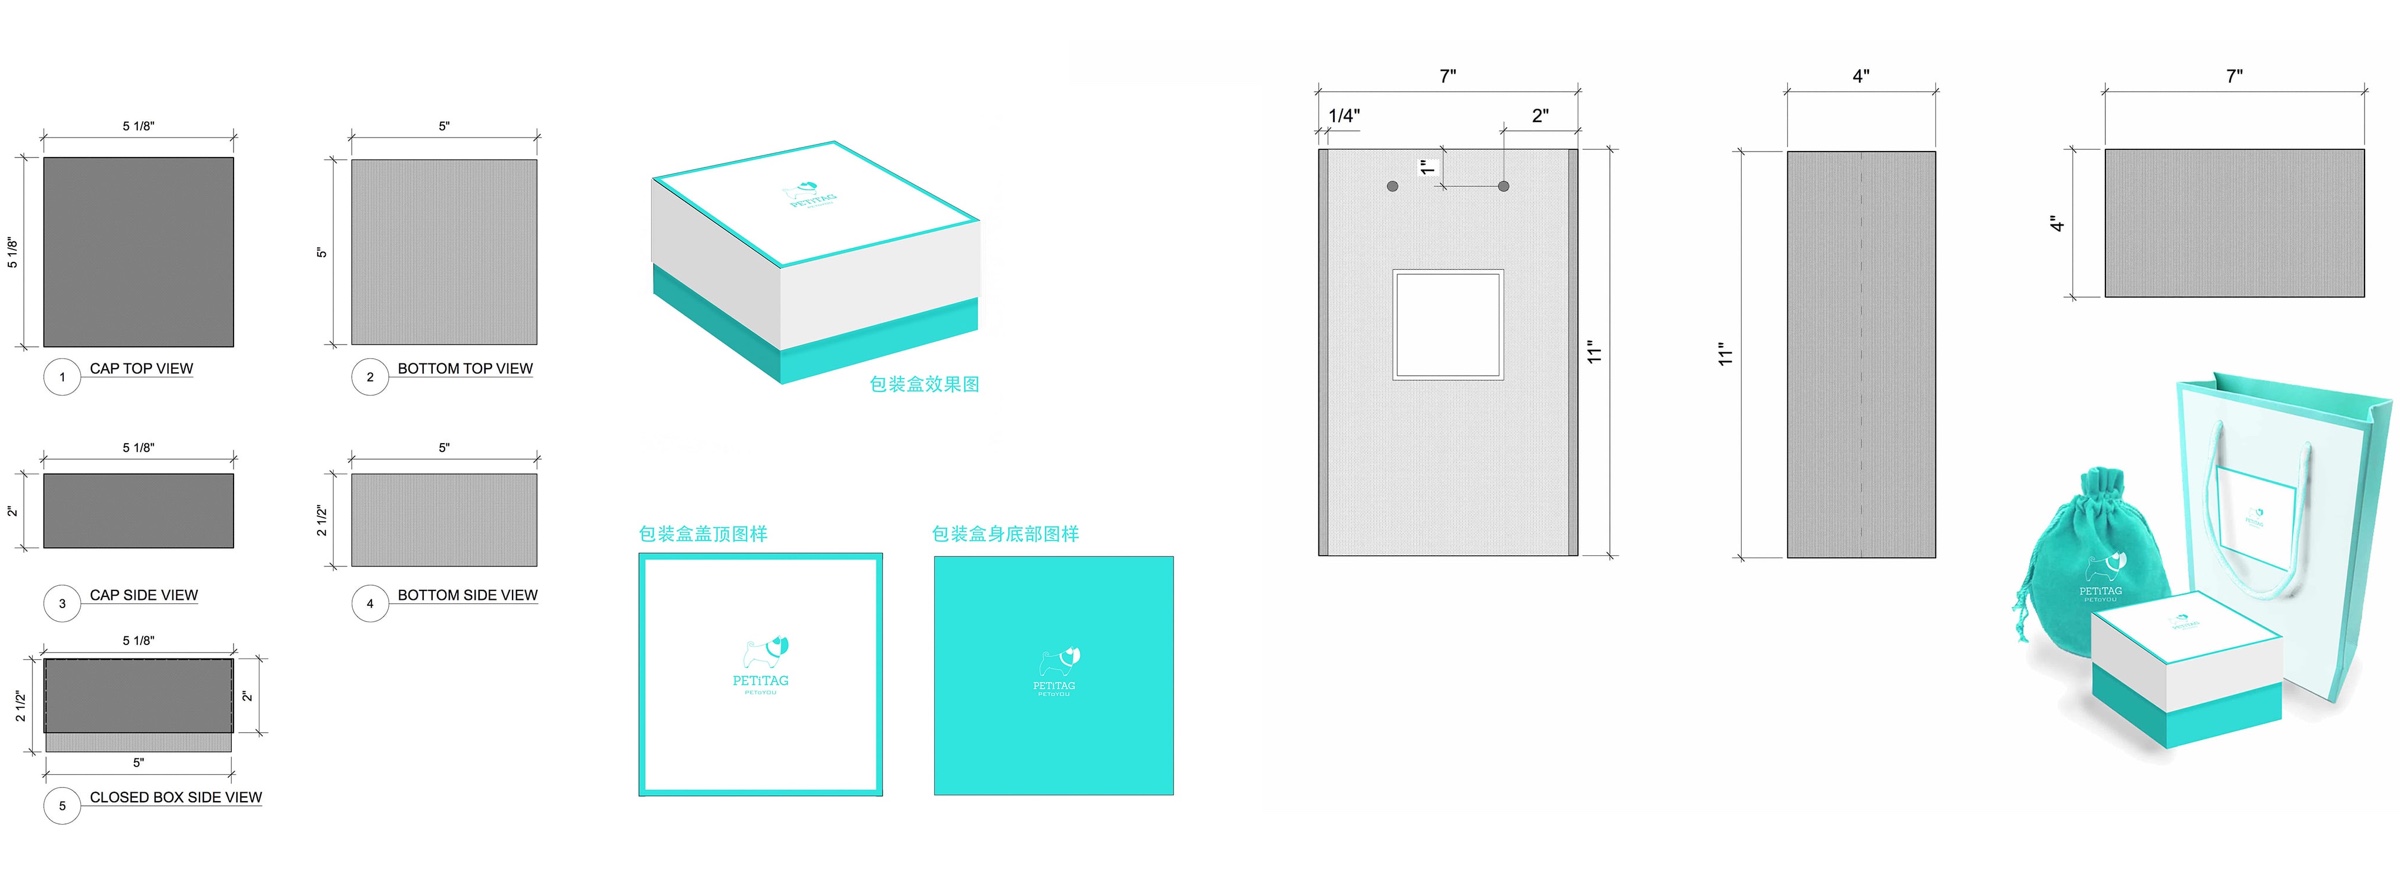 5 1/8"
5 1/8"
1 CAP TOP VIEW
5"
5"
2 BOTTOM TOP VIEW
5 1/8"
2"
3 CAP SIDE VIEW
5"
2 1/2"
4 BOTTOM SIDE VIEW
5 1/8"
2 1/2"
2"
5"
5 CLOSED BOX SIDE VIEW
PETiTAG
包装盒效果图
包装盒盖顶图样
PETiTAG
PETiiYOU
包装盒身底部图样
PETiTAG
PETiiYOU
7"
1/4"
2"
1"
11"
4"
11"
7"
4"
PETiTAG
PETiiYOU